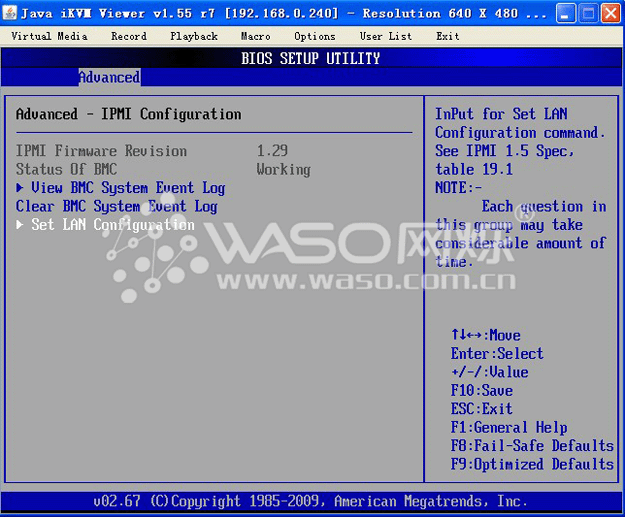 Java iKVM Viewer v1.55 r7 [192.168.0.240] - Resolution 640 X 480 ...
Virtual Media Record Playback Macro Options User List Exit
BIOS SETUP UTILITY
Advanced
Advanced - IPMI Configuration
IPMI Firmware Revision 1.29
Status Of BMC Working
View BMC System Event Log
Clear BMC System Event Log
Set LAN Configuration
InPut for Set LAN
Configuration command.
See IPMI 1.5 Spec,
table 19.1
NOTE:-
Each question in
this group may take
considerable amount of
time.
↑↓↔:Move
Enter:Select
+/-/:Value
F10:Save
ESC:Exit
F1:General Help
F8:Fail-Safe Defaults
F9:Optimized Defaults
v02.67 (C)Copyright 1985-2009, American Megatrends, Inc.
WASO网烁®
www.waso.com.cn